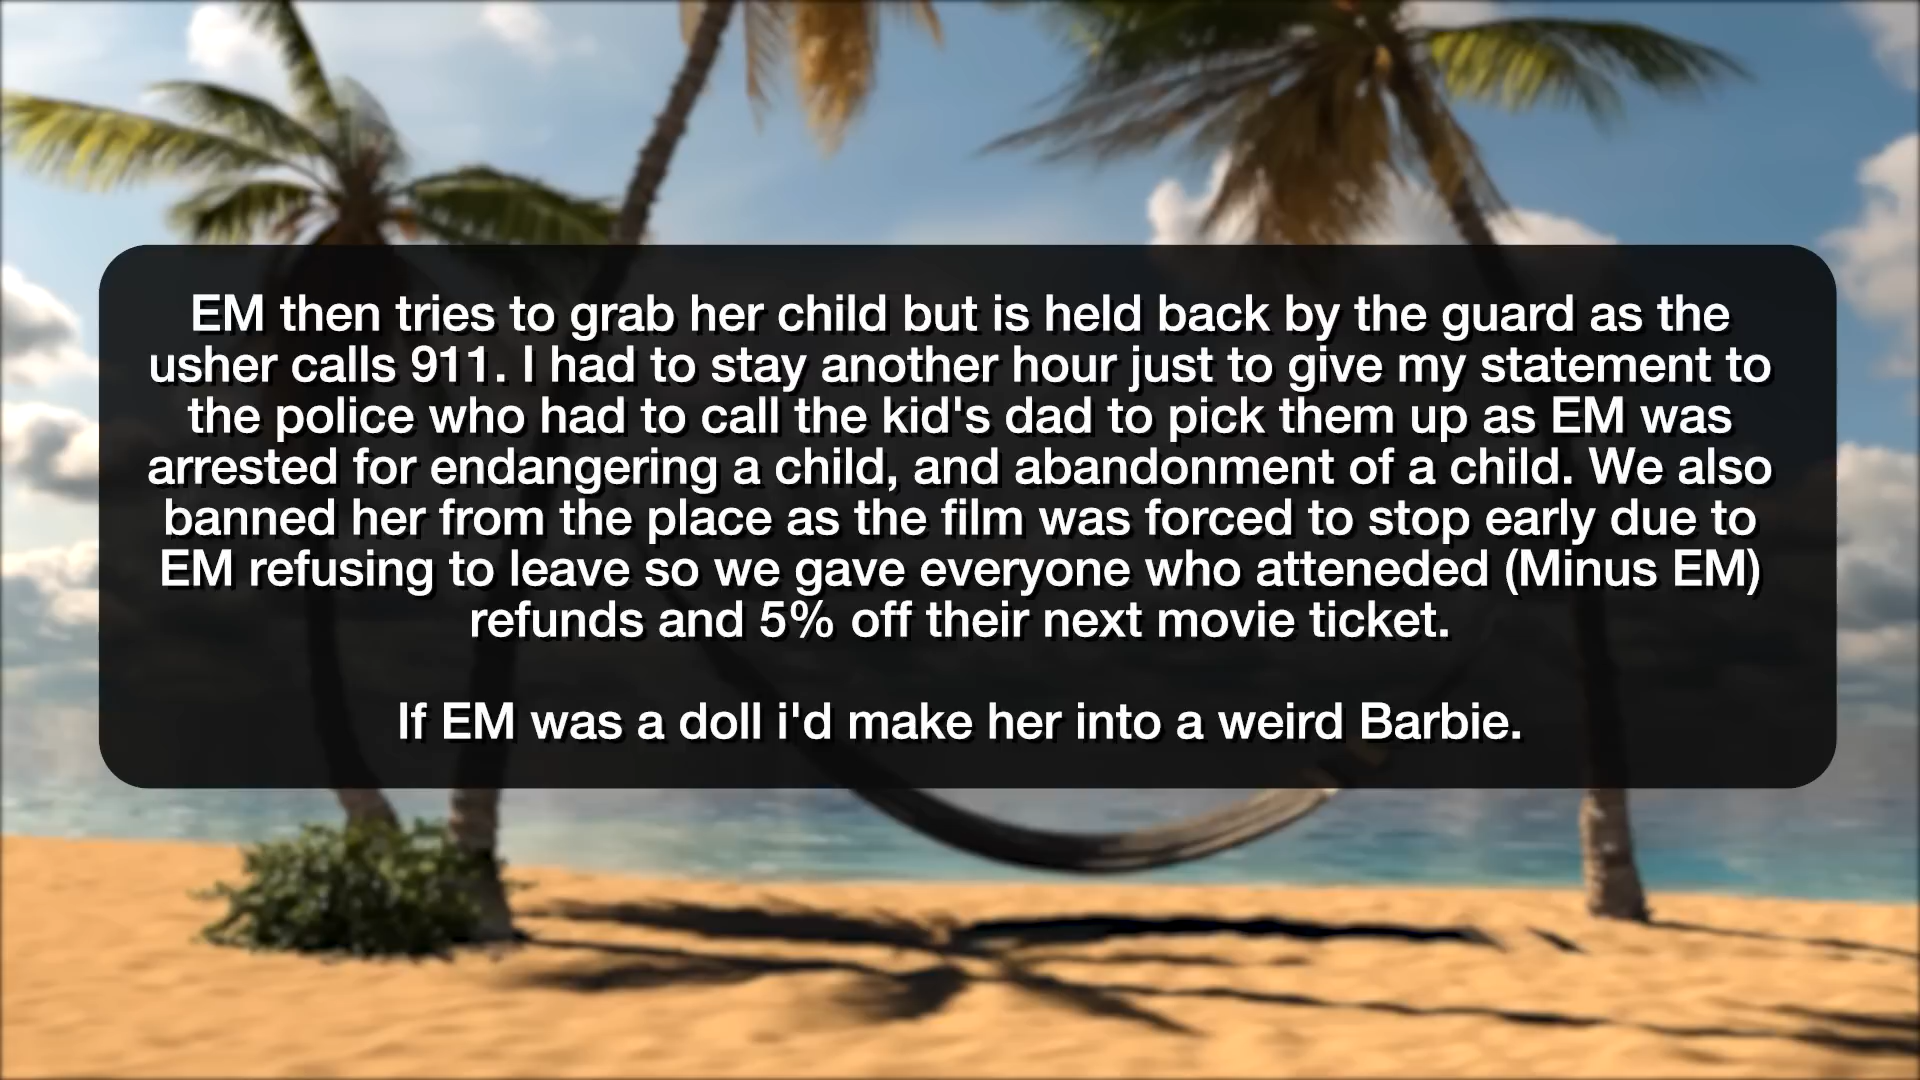 EM then tries to grab her child but is held back by the guard as the
usher calls 911. I had to stay another hour just to give my statement to
the police who had to call the kid's dad to pick them up as EM was
arrested for endangering a child, and abandonment of a child. We also
banned her from the place as the film was forced to stop early due to
EM refusing to leave so we gave everyone who atteneded (Minus EM)
refunds and 5% off their next movie ticket.
If EM was a doll i'd make her into a weird Barbie.